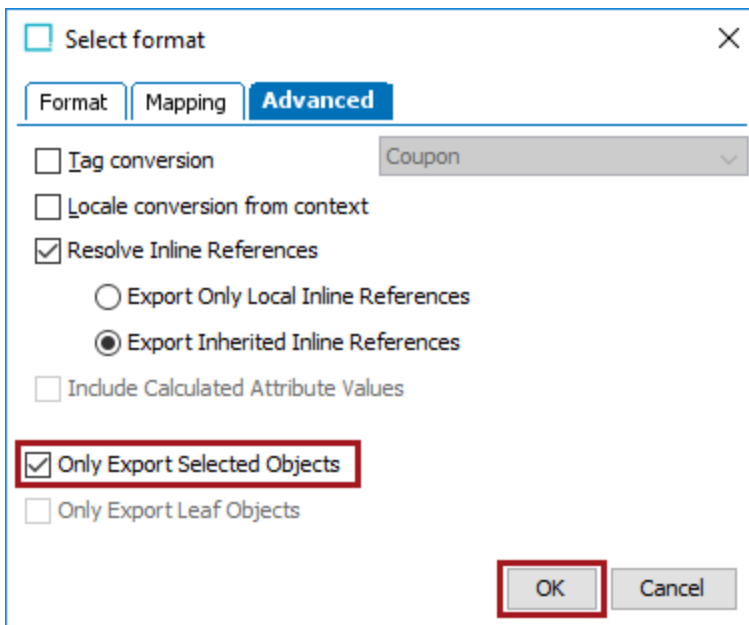 Select format
Format Mapping Advanced
Tag conversion Coupon
Locale conversion from context
Resolve Inline References
Export Only Local Inline References
Export Inherited Inline References
Include Calculated Attribute Values
Only Export Selected Objects
Only Export Leaf Objects
OK Cancel